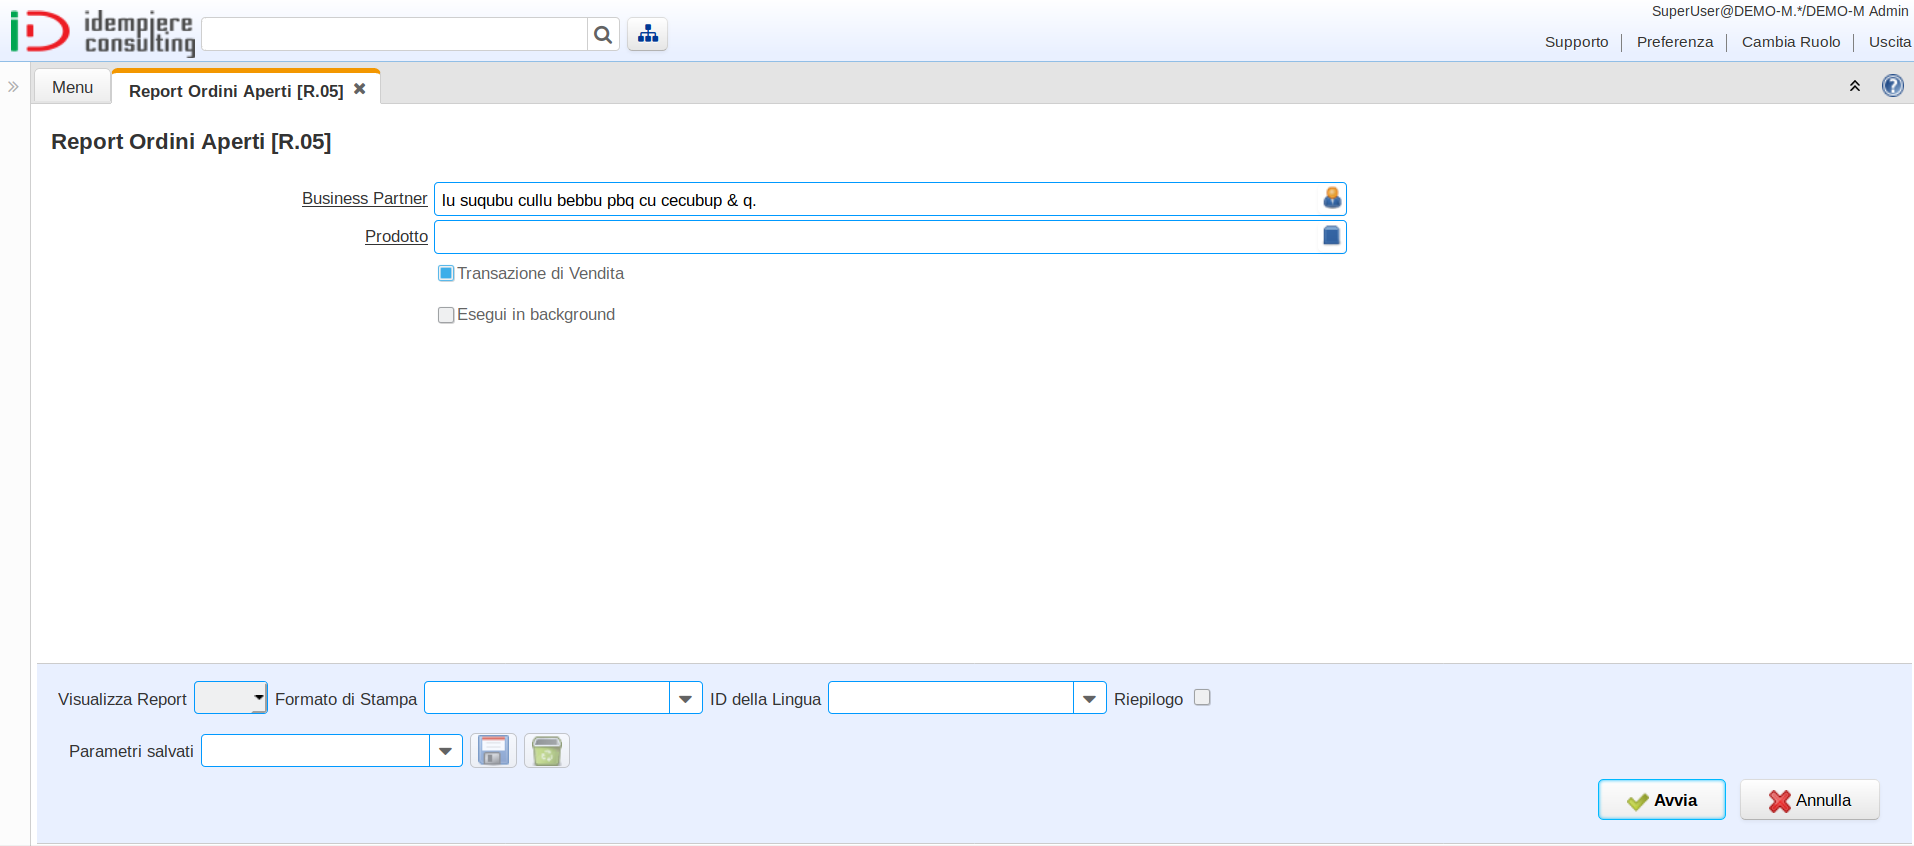 idempiere
consulting
SuperUser@DEMO-M.*/DEMO-M Admin
Supporto Preferenza Cambia Ruolo Uscita
Menu Report Ordini Aperti [R.05]
Report Ordini Aperti [R.05]
Business Partner lu suqubu cullu bebbu pbq cu cecubup & q.
Prodotto
Transazione di Vendita
Esegui in background
Visualizza Report Formato di Stampa ID della Lingua Riepilogo
Parametri salvati
Avvia Annulla